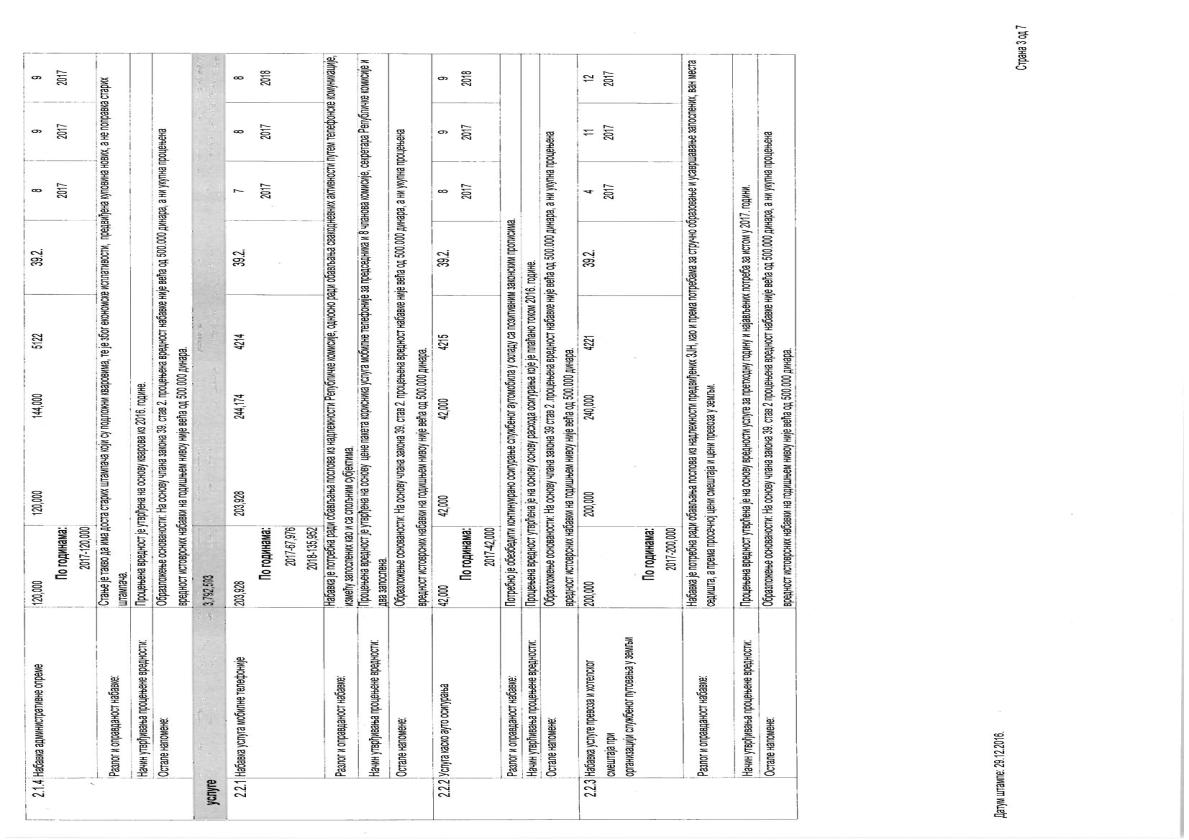 2.1.4 Набавка административне опреме 120,000 120,000 144,000 5122 39.2. 8 9 9
По годинама: 2017 2017 2017
2017-120,000
Разлог и оправданост набавке: Стање је такво да има доста старих штампача који су подложни кваровима, те је због економске исплативости, предвиђена куповина нових, а не поправка старих
штампача.
Начин утврђивања процењене вредности: Процењена вредност је утврђена на основу кварова из 2016. године.
Остале напомене: Образложење основаности: На основу члана закона 39, став 2. процењена вредност набавке није већа од 500.000 динара, а ни укупна процењена
вредност истоврсних набавки на годишњем нивоу није већа од 500.000 динара.
услуге 3,792,593
2.2.1 Набавка услуга мобилне телефоније 203,928 203,928 244,174 4214 39.2. 7 8 8
По годинама: 2017 2017 2018
2017-67,976
2018-135,952
Разлог и оправданост набавке: Набавка је потребна ради обављања послова из надлежности Републичке комисије, односно ради обављања свакодневних активности путем телефонске комуникације,
између запослених као и са спољним субјектима.
Начин утврђивања процењене вредности: Процењена вредност је утврђена на основу цене пакета корисника услуга мобилне телефоније за председника и 8 чланова комисије, секретара Републичке комисије и
два запослена.
Остале напомене: Образложење основаности: На основу члана закона 39, став 2. процењена вредност набавке није већа од 500.000 динара, а ни укупна процењена
вредност истоврсних набавки на годишњем нивоу није већа од 500.000 динара.
2.2.2 Услуга каско ауто осигурања 42,000 42,000 42,000 4215 39.2. 8 9 9
По годинама: 2017 2017 2018
2017-42,000
Разлог и оправданост набавке: Потребно је обезбедити континуирано осигурање службеног аутомобила у складу са позитивним законским прописима.
Начин утврђивања процењене вредности: Процењена вредност утврђена је на основу основу расхода осигурања које је плаћано током 2016. године.
Остале напомене: Образложење основаности: На основу члана закона 39 став 2. процењена вредност набавке није већа од 500.000 динара, а ни укупна процењена
вредност истоврсних набавки на годишњем нивоу није већа од 500.000 динара.
2.2.3 Набавка услуге превоза и хотелског 200,000 200,000 240,000 4221 39.2. 4 11 12
смештаја при 2017 2017 2017
организацији службеног путовања у земљи По годинама:
2017-200,000
Разлог и оправданост набавке: Набавка је потребна ради обављања послова из надлежности предвиђених ЗЈН, као и према потребама за стручно образовање и усавршавање запослених, ван места
седишта, а према просечној цени смештаја и цени превоза у земљи.
Начин утврђивања процењене вредности: Процењена вредност утврђена је на основу вредности услуге за претходну годину и најављених потреба за истом у 2017. години.
Остале напомене: Образложење основаности: На основу члана закона 39, став 2 процењена вредност набавке није већа од 500.000 динара, а ни укупна процењена
вредност истоврсних набавки на годишњем нивоу није већа од 500.000 динара.
Датум штампе: 29.12.2016. Страна 3 од 7